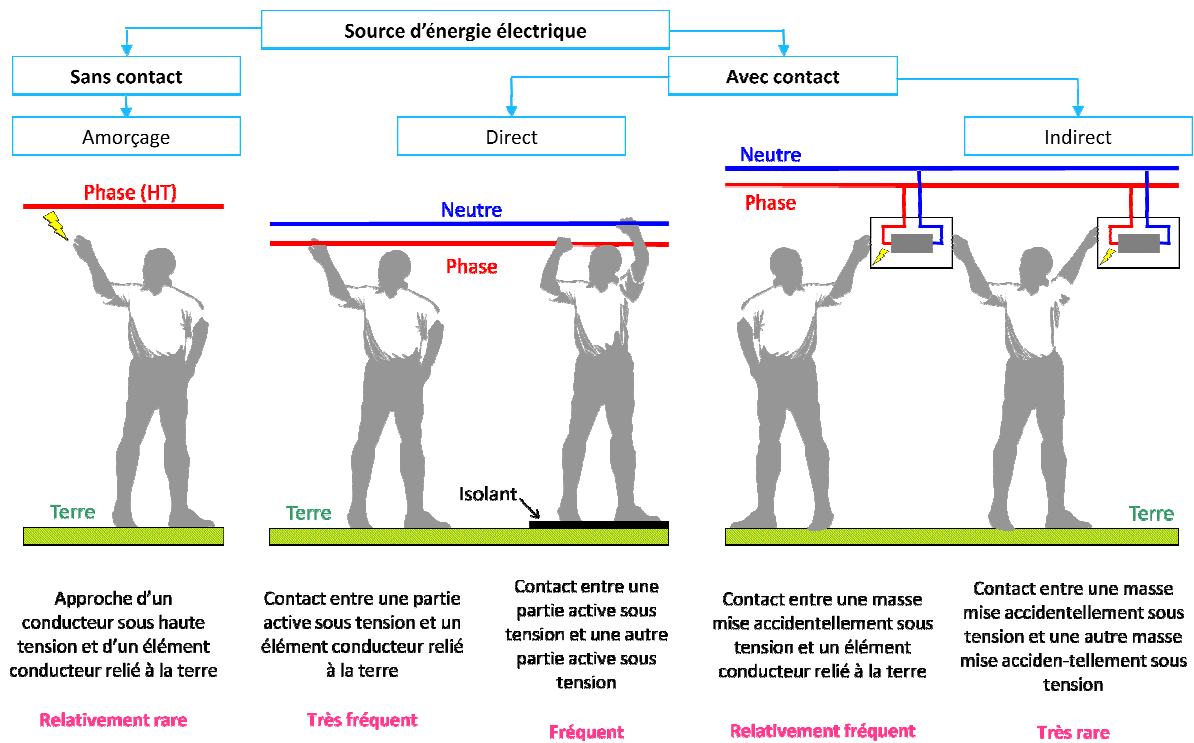 Source d’énergie électrique
Sans contact
Avec contact
Amorçage
Direct
Indirect
Phase (HT)
Neutre
Phase
Neutre
Phase
Isolant
Terre
Terre
Terre
Approche d’un
conducteur sous haute
tension et d’un élément
conducteur relié à la terre
Relativement rare
Contact entre une partie
active sous tension et un
élément conducteur relié
à la terre
Très fréquent
Contact entre une
partie active sous
tension et une autre
partie active sous
tension
Fréquent
Contact entre une masse
mise accidentellement sous
tension et un élément
conducteur relié à la terre
Relativement fréquent
Contact entre une masse
mise accidentellement sous
tension et une autre masse
mise acciden-tellement sous
tension
Très rare